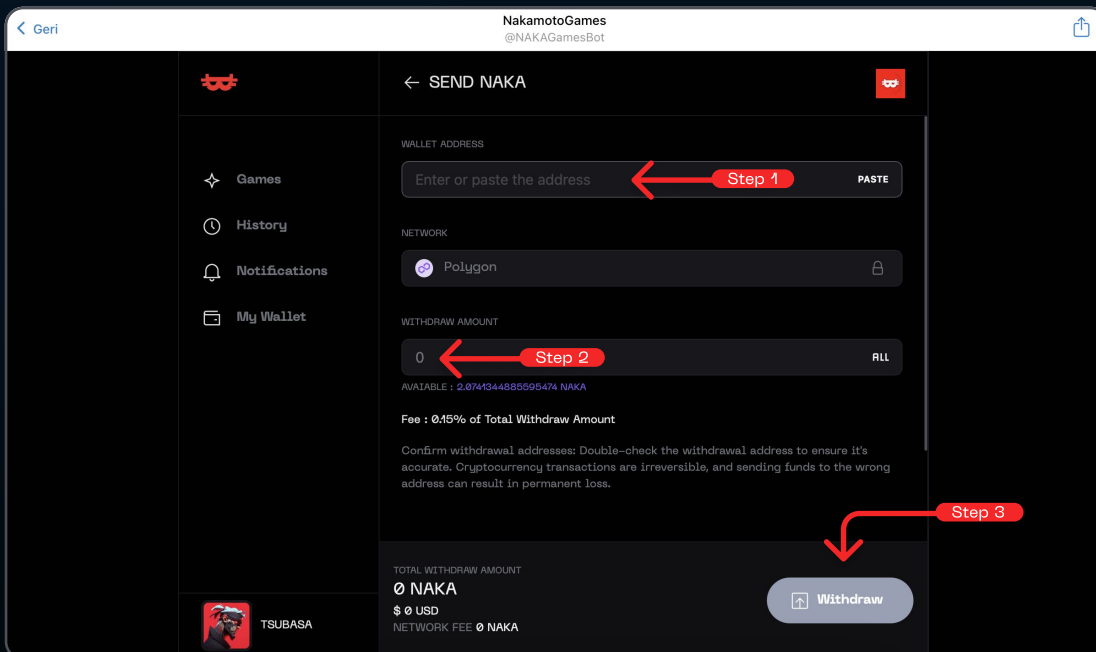 Geri
NakamotoGames
@NAKAGamesBot
SEND NAKA
Games
History
Notifications
My Wallet
TSUBASA
WALLET ADDRESS
Enter or paste the address
Step 1
PASTE
NETWORK
Polygon
WITHDRAW AMOUNT
0
Step 2
ALL
AVAIABLE : 2.0741344885595474 NAKA
Fee : 0.15% of Total Withdraw Amount
Confirm withdrawal addresses: Double-check the withdrawal address to ensure it's
accurate. Cryptocurrency transactions are irreversible, and sending funds to the wrong
address can result in permanent loss.
Step 3
TOTAL WITHDRAW AMOUNT
0 NAKA
$ 0 USD
NETWORK FEE 0 NAKA
Withdraw